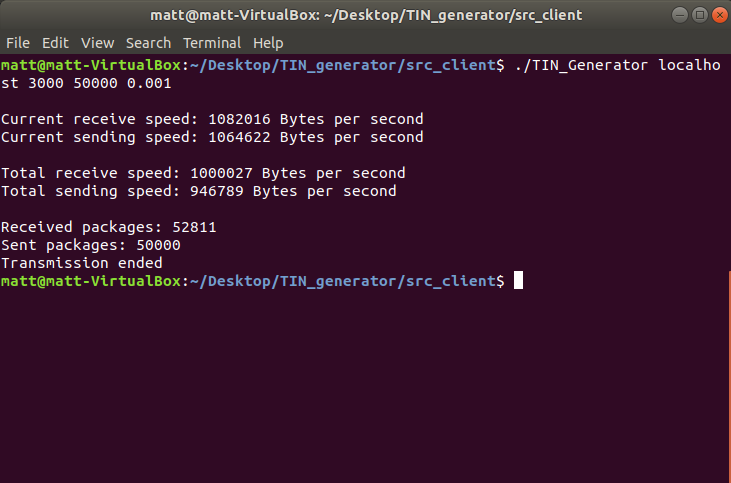 matt@matt-VirtualBox: ~/Desktop/TIN_generator/src_client
File Edit View Search Terminal Help
matt@matt-VirtualBox:~/Desktop/TIN_generator/src_client$ ./TIN_Generator localho
st 3000 50000 0.001
Current receive speed: 1082016 Bytes per second
Current sending speed: 1064622 Bytes per second
Total receive speed: 1000027 Bytes per second
Total sending speed: 946789 Bytes per second
Received packages: 52811
Sent packages: 50000
Transmission ended
matt@matt-VirtualBox:~/Desktop/TIN_generator/src_client$